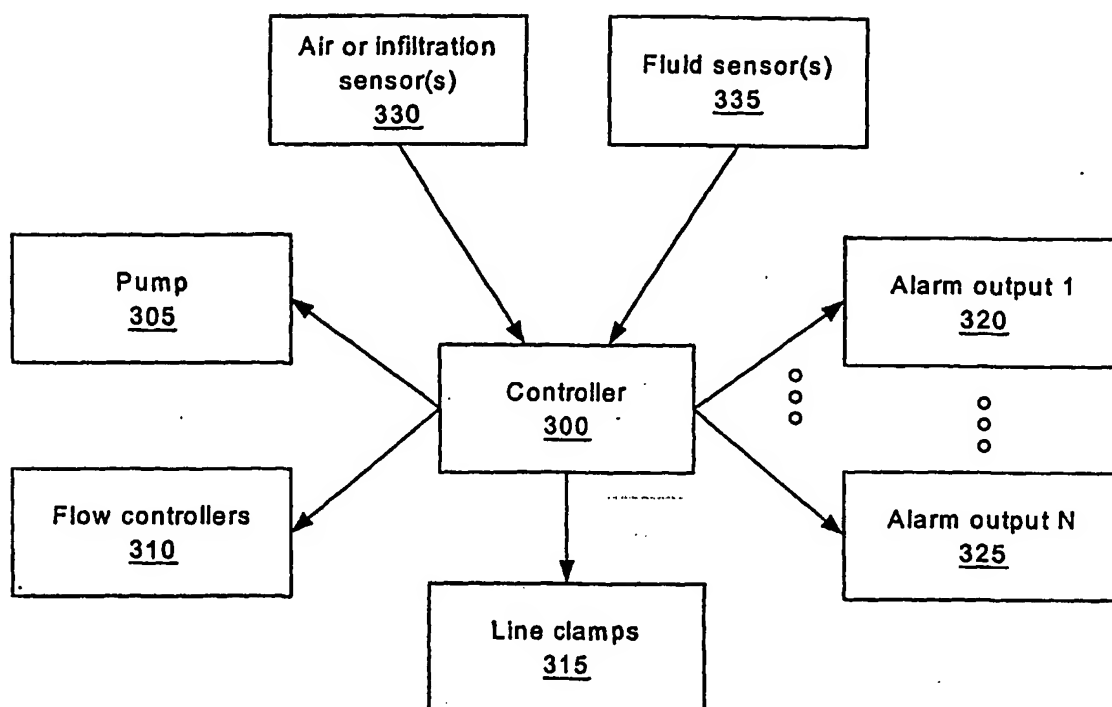 Air or infiltration
sensor(s)
330
Fluid sensor(s)
335
Pump
305
Alarm output 1
320
Controller
300
Flow controllers
310
Alarm output N
325
Line clamps
315